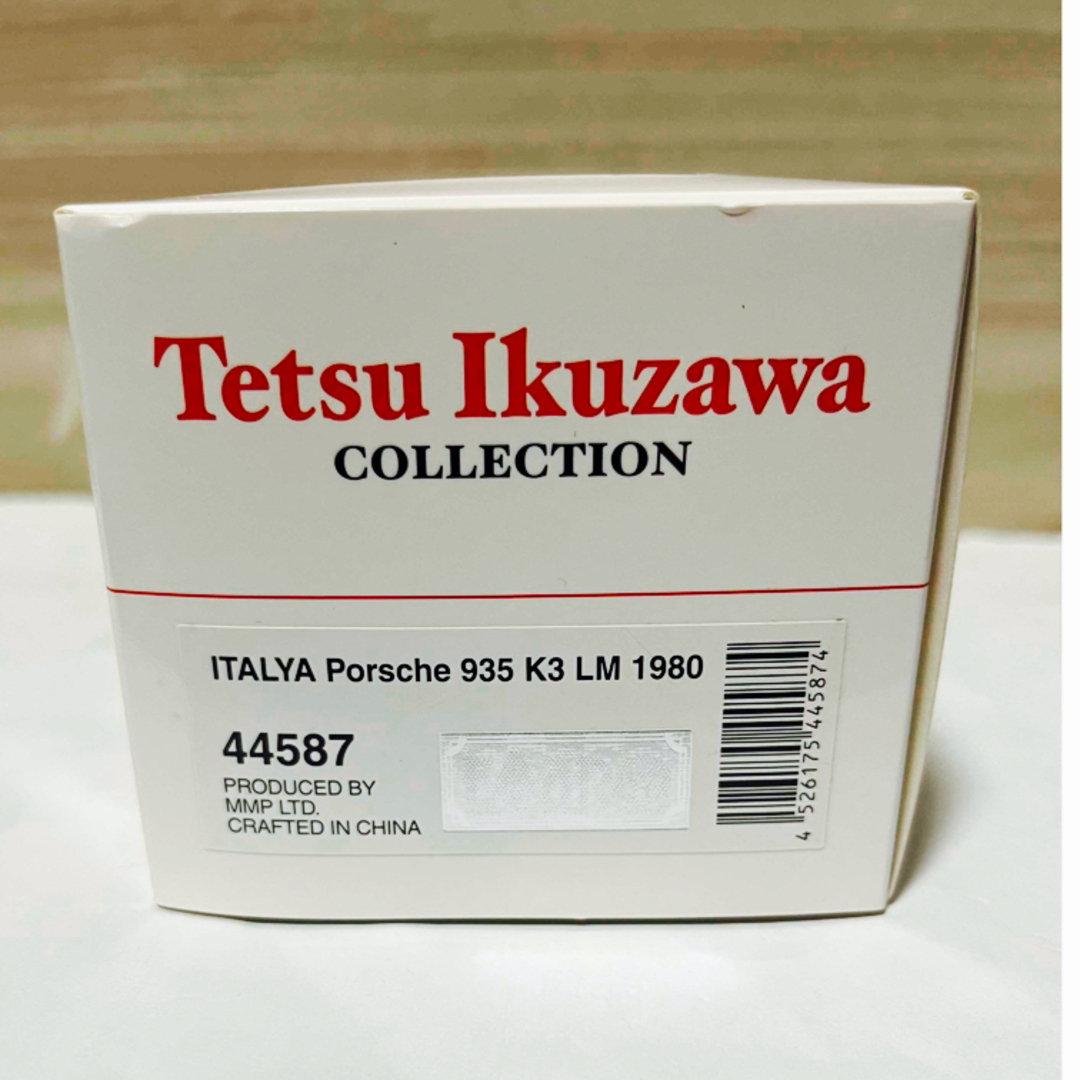 Tetsu Ikuzawa
COLLECTION
ITALYA Porsche 935 K3 LM 1980
44587
PRODUCED BY
MMP LTD.
CRAFTED IN CHINA
4 526175 445874